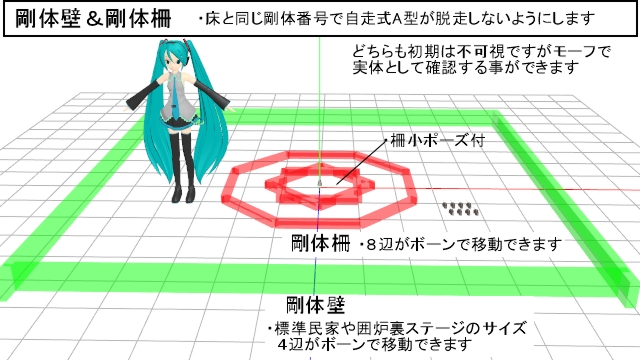 剛体壁＆剛体柵 ・床と同じ剛体番号で自走式A型が脱走しないようにします
どちらも初期は不可視ですがモーフで
実体として確認する事ができます
・柵小ポーズ付
剛体柵 ・８辺がボーンで移動できます
剛体壁
・標準民家や囲炉裏ステージのサイズ
４辺がボーンで移動できます